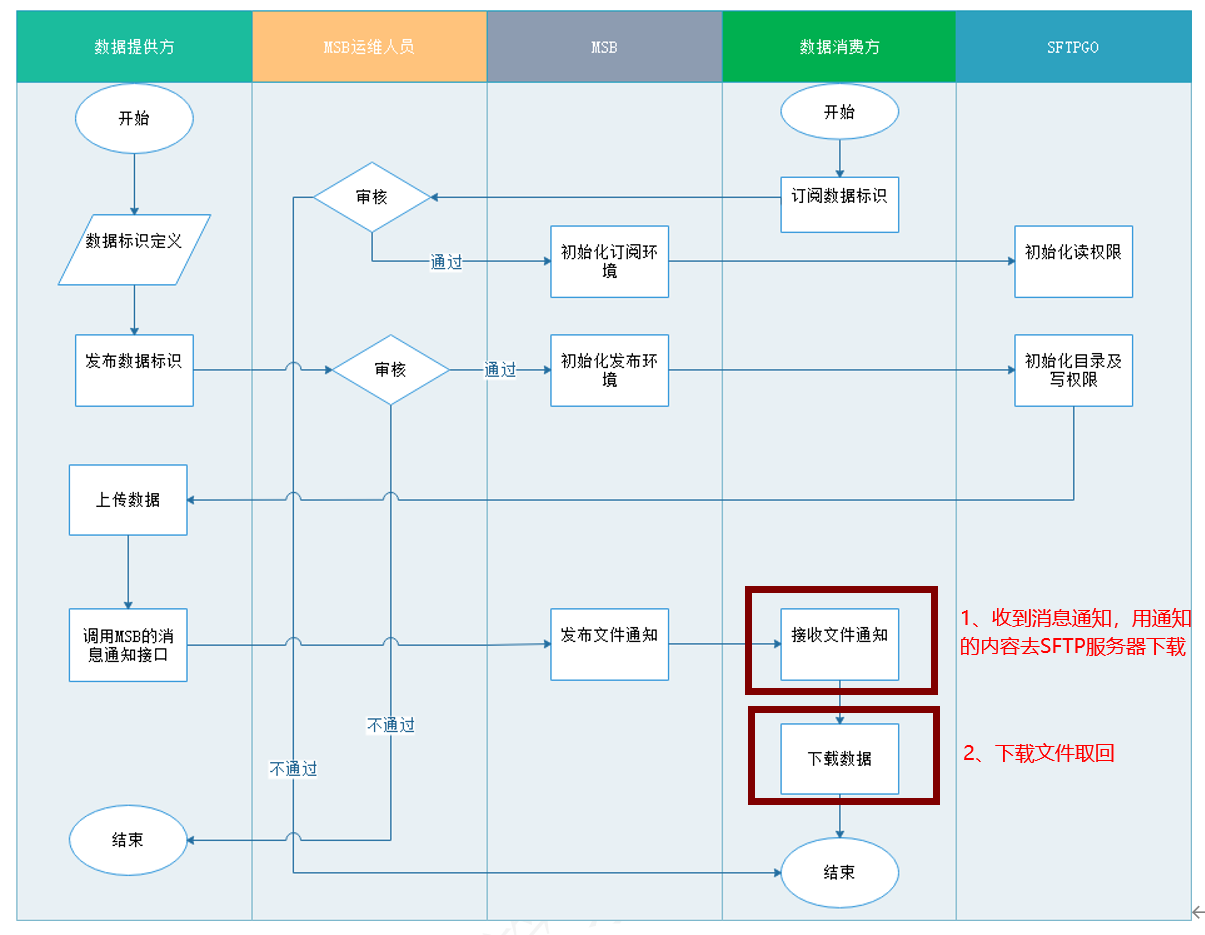 数据提供方
MSB运维人员
MSB
数据消费方
SFTPGO
开始
开始
审核
订阅数据标识
数据标识定义
通过
初始化订阅环
境
初始化读权限
发布数据标识
审核
通过
初始化发布环
境
初始化目录及
写权限
上传数据
调用MSB的消
息通知接口
发布文件通知
接收文件通知
1、收到消息通知，用通知
的内容去SFTP服务器下载
不通过
不通过
下载数据
2、下载文件取回
结束
结束